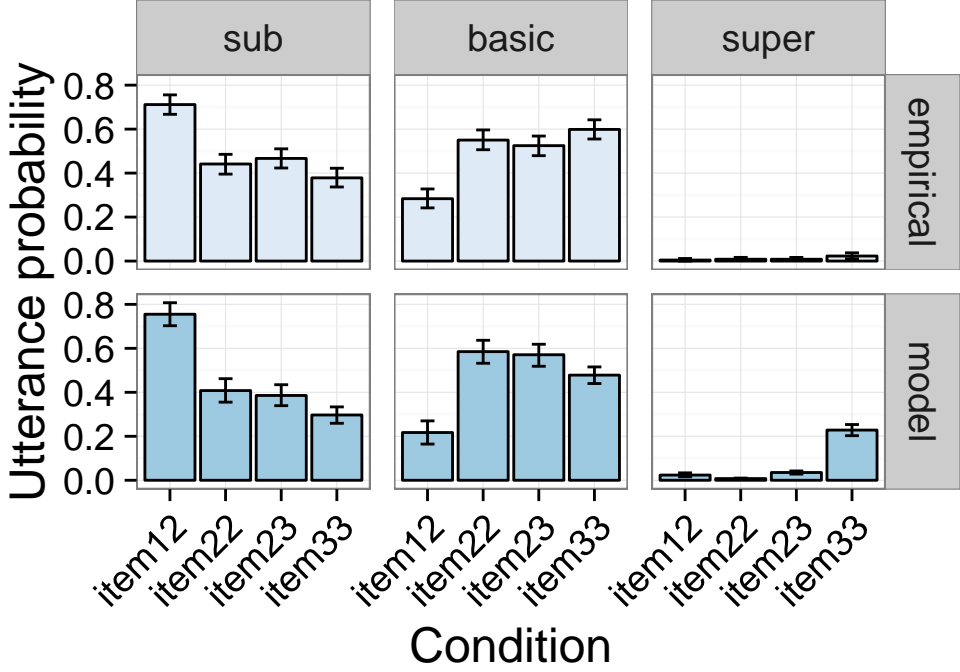 sub basic super
Utterance probability
0.8
0.6
0.4
0.2
0.0
empirical
0.8
0.6
0.4
0.2
0.0
model
item12 item22 item23 item33 item12 item22 item23 item33 item12 item22 item23 item33
Condition